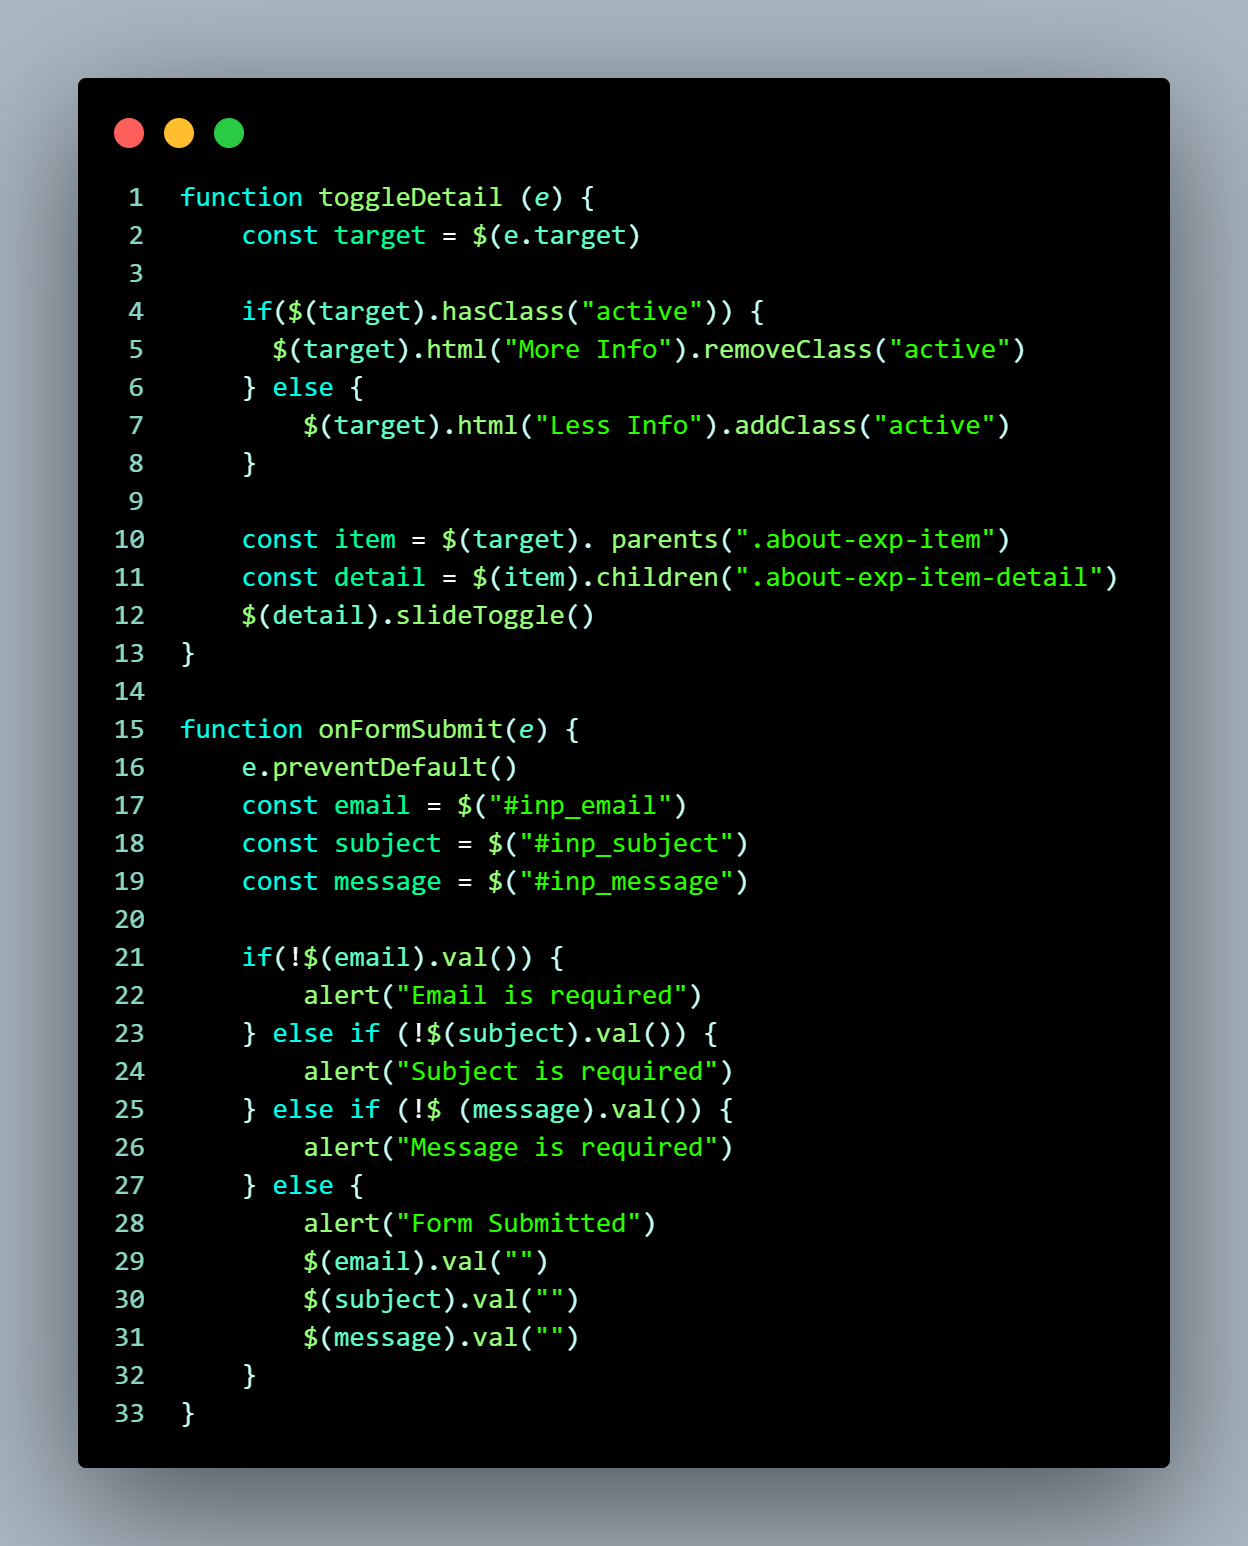 1 function toggleDetail (e) {
2     const target = $(e.target)
3
4     if($(target).hasClass("active")) {
5       $(target).html("More Info").removeClass("active")
6     } else {
7         $(target).html("Less Info").addClass("active")
8     }
9
10     const item = $(target). parents(".about-exp-item")
11     const detail = $(item).children(".about-exp-item-detail")
12     $(detail).slideToggle()
13 }
14
15 function onFormSubmit(e) {
16     e.preventDefault()
17     const email = $("#inp_email")
18     const subject = $("#inp_subject")
19     const message = $("#inp_message")
20
21     if(!$(email).val()) {
22         alert("Email is required")
23     } else if (!$(subject).val()) {
24         alert("Subject is required")
25     } else if (!$ (message).val()) {
26         alert("Message is required")
27     } else {
28         alert("Form Submitted")
29         $(email).val("")
30         $(subject).val("")
31         $(message).val("")
32     }
33 }